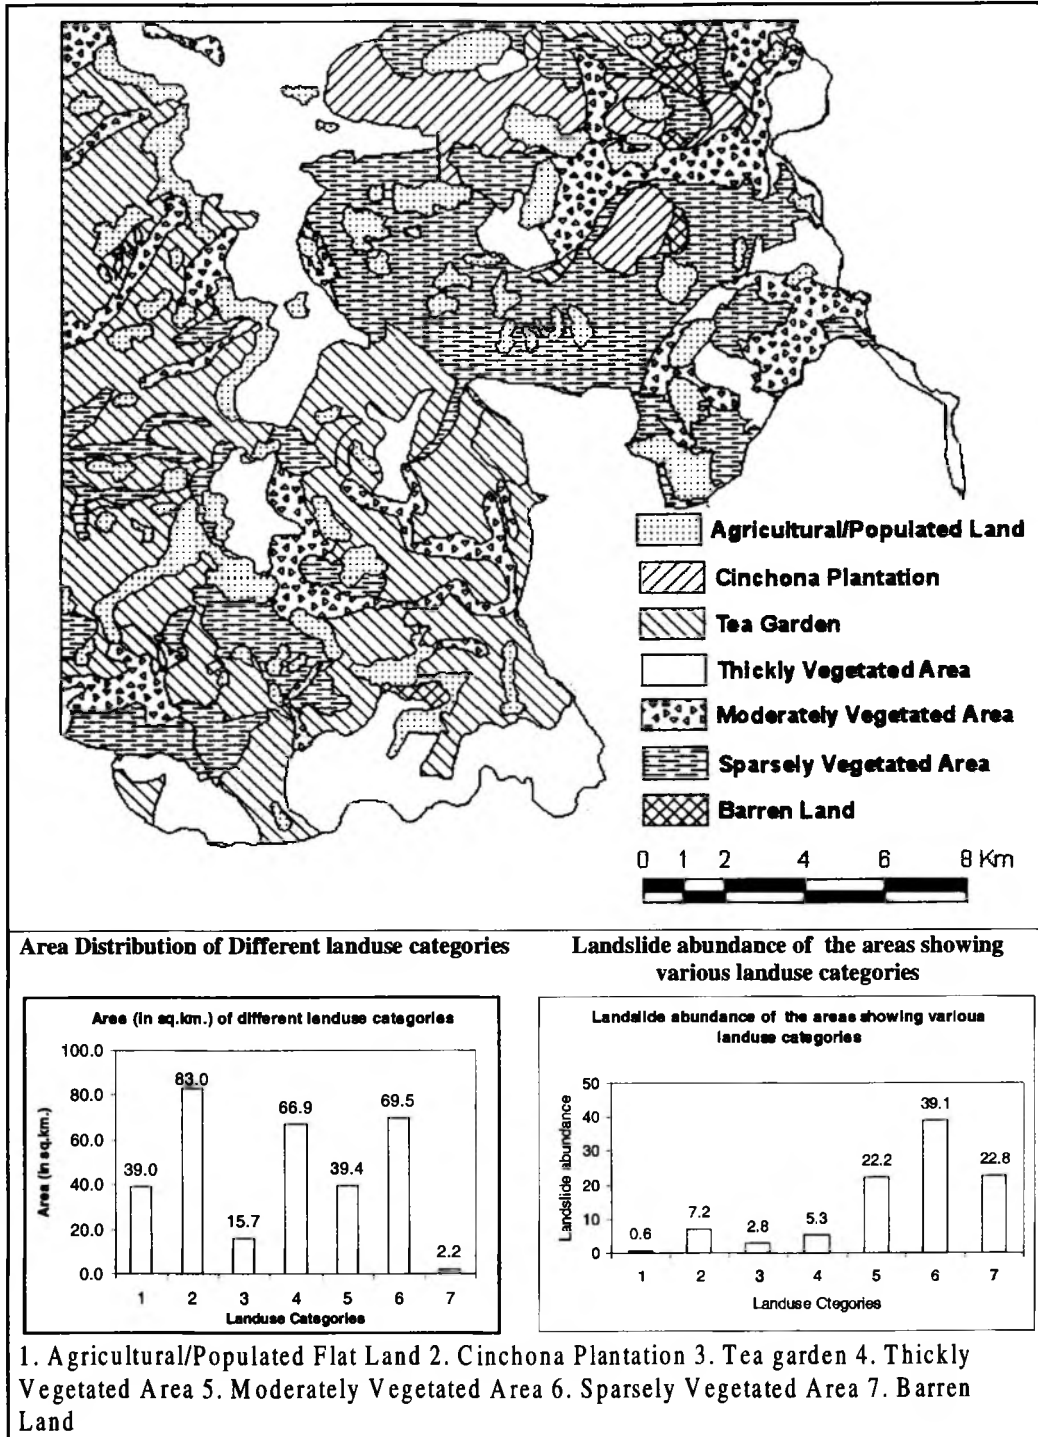 Agricultural/Populated Land
Cinchona Plantation
Tea Garden
Thickly Vegetated Area
Moderately Vegetated Area
Sparsely Vegetated Area
Barren Land
0 1 2 4 6 8 Km
Area Distribution of Different landuse categories
Landslide abundance of the areas showing
various landuse categories
Area (in sq.km.) of different lenduse categories
100.0
80.0
60.0
40.0
20.0
0.0
Area (in sq.km.)
39.0
83.0
15.7
66.9
39.4
69.5
2.2
1 2 3 4 5 6 7
Landuse Categories
Landslide abundance of the areas showing various
landuse categories
50
40
30
20
10
0
Landslide abundance
0.6
7.2
2.8
5.3
22.2
39.1
22.8
1 2 3 4 5 6 7
Landuse Ctegories
1. Agricultural/Populated Flat Land 2. Cinchona Plantation 3. Tea garden 4. Thickly
Vegetated Area 5. Moderately Vegetated Area 6. Sparsely Vegetated Area 7. Barren
Land